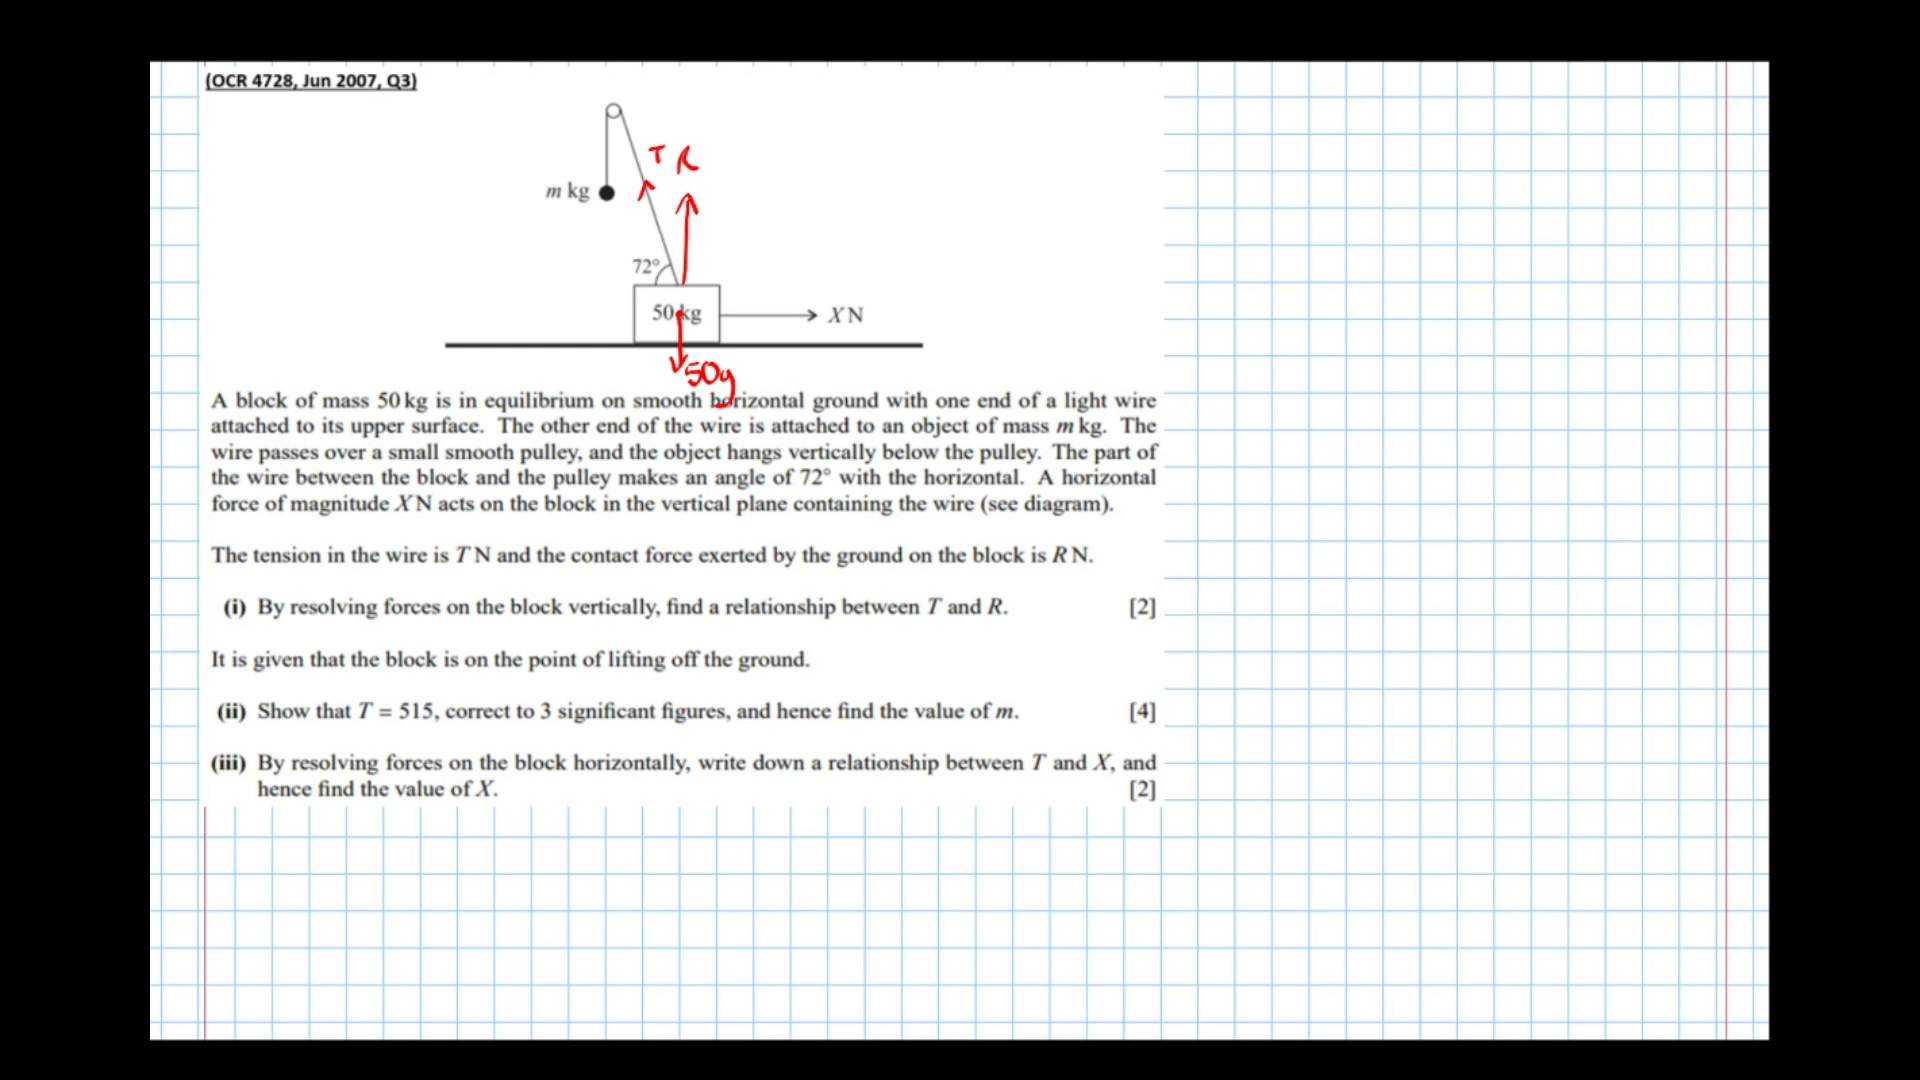 (OCR 4728, Jun 2007, Q3)
T R
m kg
72°
50 kg
X N
50g
A block of mass 50 kg is in equilibrium on smooth horizontal ground with one end of a light wire
attached to its upper surface. The other end of the wire is attached to an object of mass m kg. The
wire passes over a small smooth pulley, and the object hangs vertically below the pulley. The part of
the wire between the block and the pulley makes an angle of 72° with the horizontal. A horizontal
force of magnitude X N acts on the block in the vertical plane containing the wire (see diagram).
The tension in the wire is T N and the contact force exerted by the ground on the block is R N.
(i) By resolving forces on the block vertically, find a relationship between T and R. [2]
It is given that the block is on the point of lifting off the ground.
(ii) Show that T = 515, correct to 3 significant figures, and hence find the value of m. [4]
(iii) By resolving forces on the block horizontally, write down a relationship between T and X, and
hence find the value of X. [2]